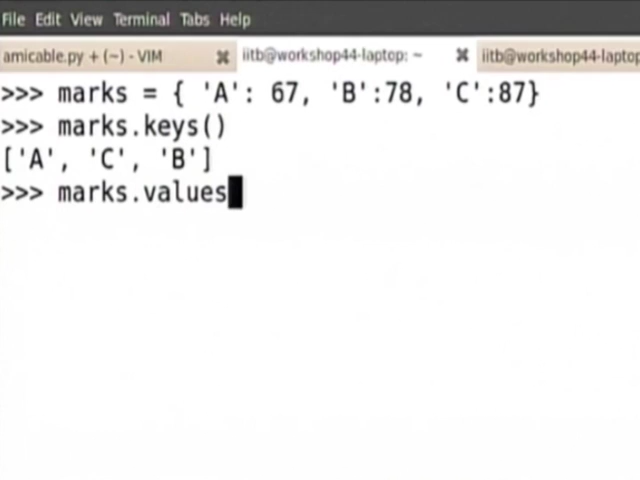 File Edit View Terminal Tabs Help
amicable.py + (~) - VIM ✖ iitb@workshop44-laptop: ~ ✖ iitb@workshop44-laptop
>>> marks = { 'A': 67, 'B':78, 'C':87}
>>> marks.keys()
['A', 'C', 'B']
>>> marks.values